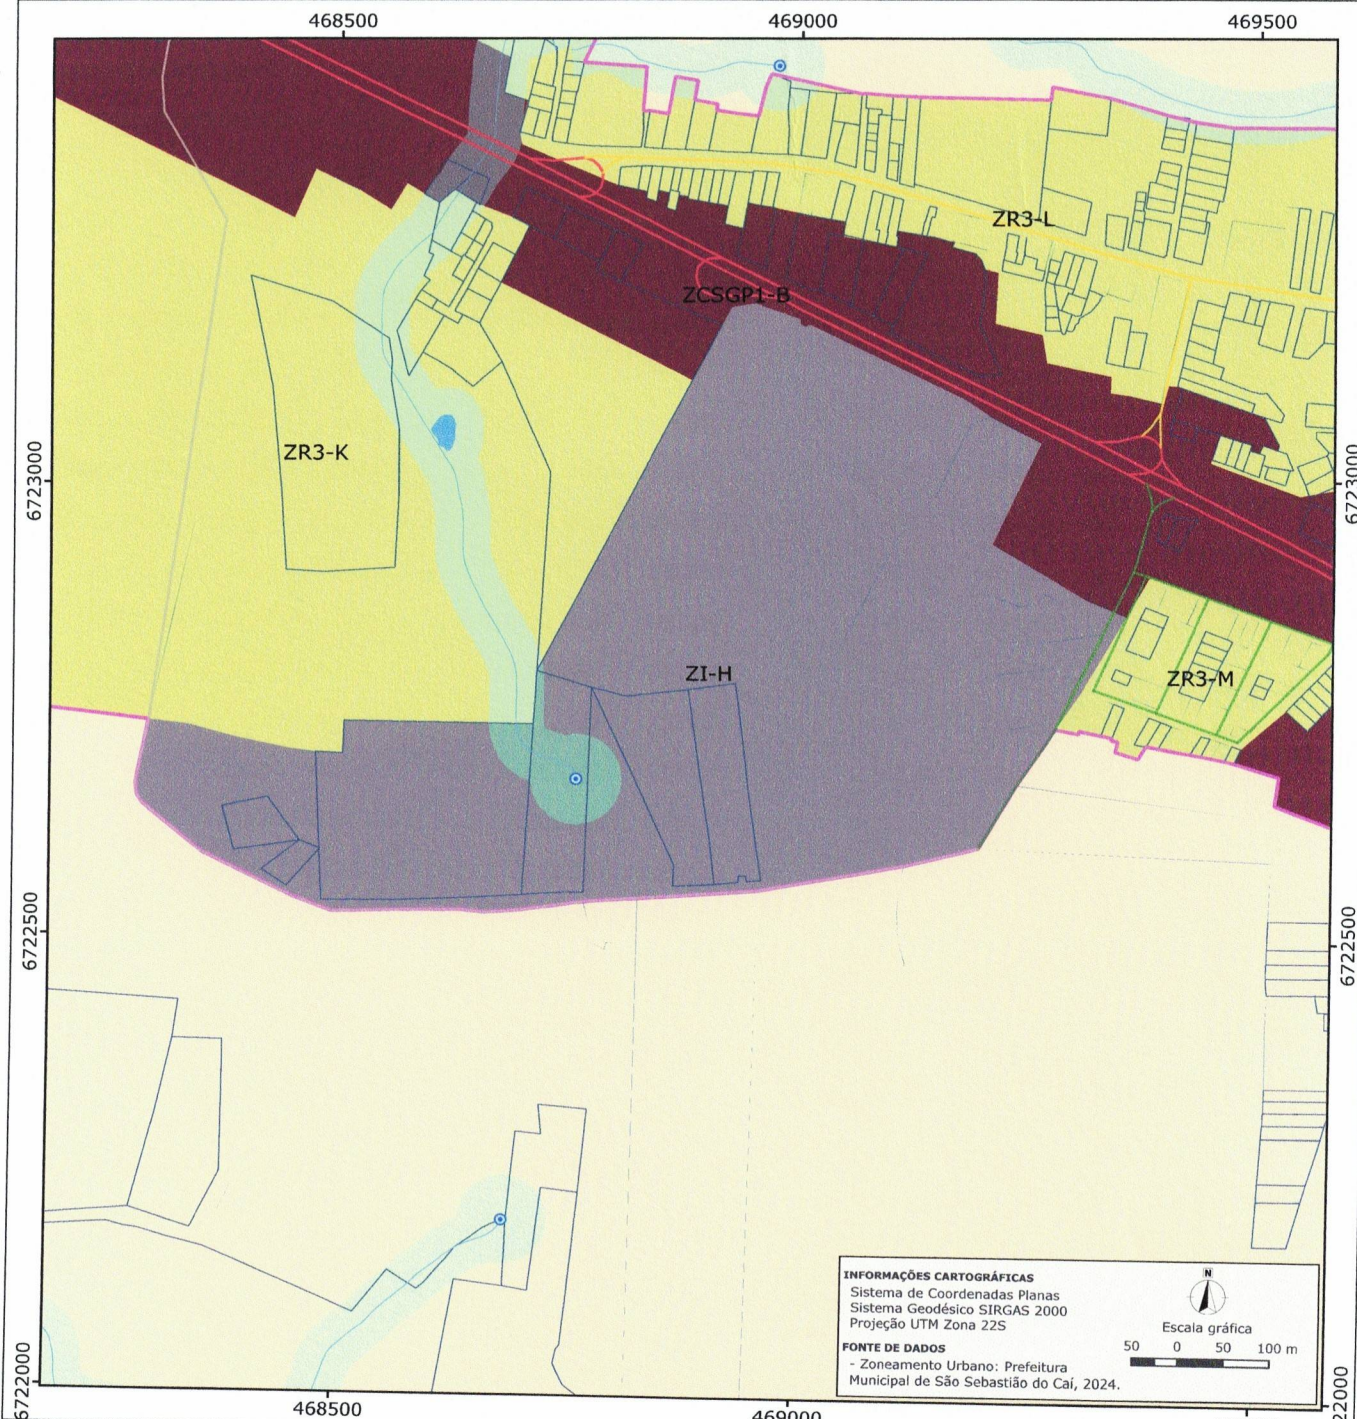 468500
469000
469500
ZR3-L
ZCSGP1-B
ZR3-K
6723000
6723000
ZI-H
ZR3-M
6722500
6722500
INFORMAÇÕES CARTOGRÁFICAS
Sistema de Coordenadas Planas
Sistema Geodésico SIRGAS 2000
Projeção UTM Zona 22S
N
Escala gráfica
50 0 50 100 m
FONTE DE DADOS
- Zoneamento Urbano: Prefeitura
Municipal de São Sebastião do Caí, 2024.
6722000
22000
468500
469000